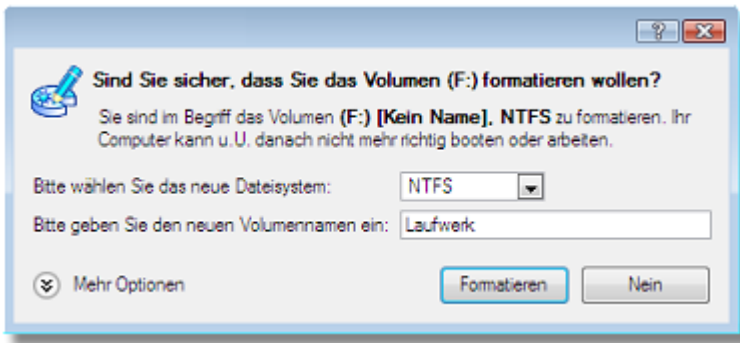 Sind Sie sicher, dass Sie das Volumen (F:) formatieren wollen?
Sie sind im Begriff das Volumen (F:) [Kein Name], NTFS zu formatieren. Ihr
Computer kann u.U. danach nicht mehr richtig booten oder arbeiten.
Bitte wählen Sie das neue Dateisystem: NTFS
Bitte geben Sie den neuen Volumennamen ein: Laufwerk
Mehr Optionen Formatieren Nein